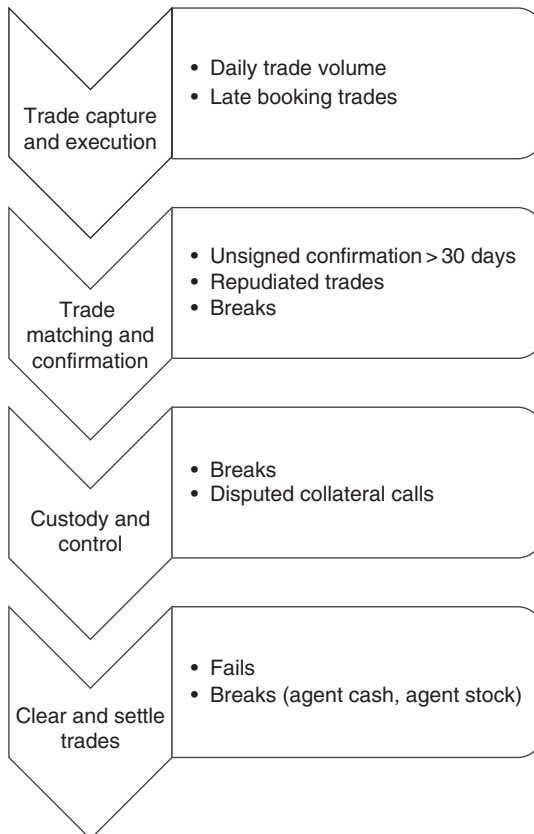 Trade capture
and execution
• Daily trade volume
• Late booking trades
Trade
matching and
confirmation
• Unsigned confirmation > 30 days
• Repudiated trades
• Breaks
Custody and
control
• Breaks
• Disputed collateral calls
Clear and settle
trades
• Fails
• Breaks (agent cash, agent stock)